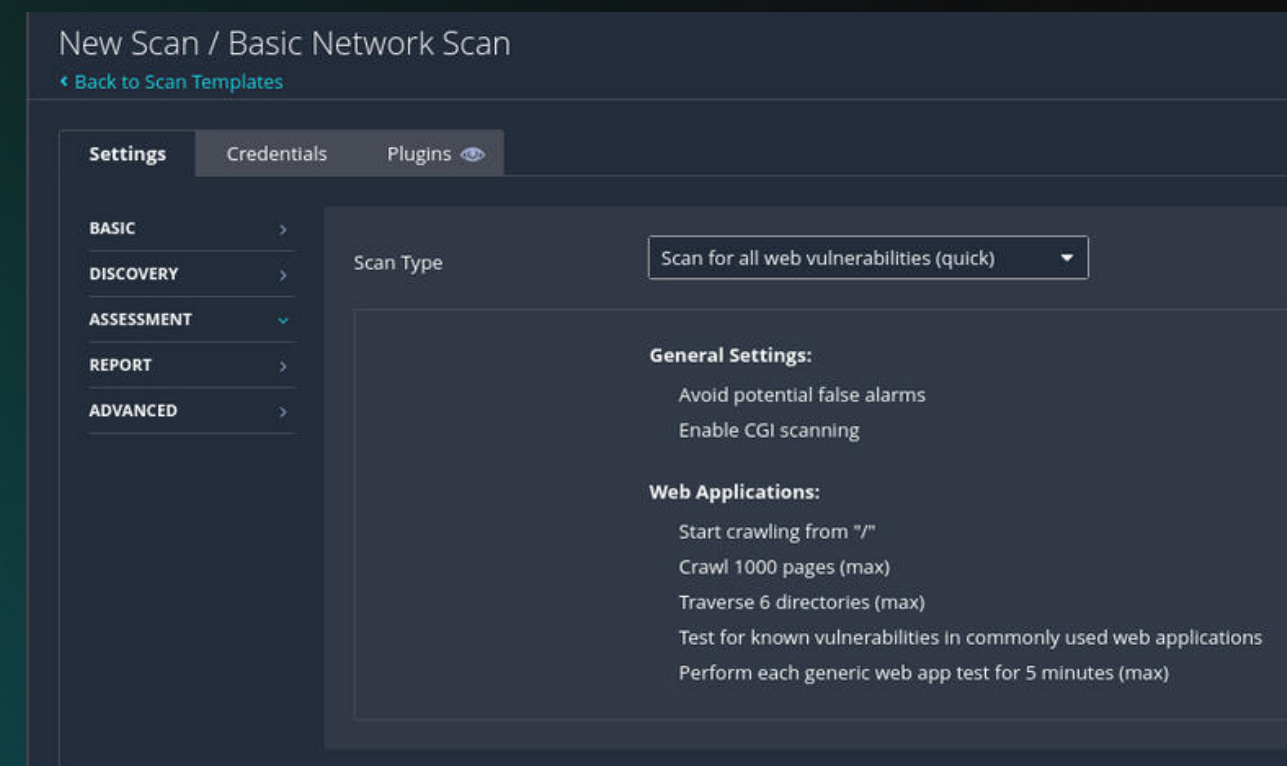 New Scan / Basic Network Scan
Back to Scan Templates
Settings
Credentials
Plugins
BASIC
DISCOVERY
ASSESSMENT
REPORT
ADVANCED
Scan Type
Scan for all web vulnerabilities (quick)
General Settings:
Avoid potential false alarms
Enable CGI scanning
Web Applications:
Start crawling from "/"
Crawl 1000 pages (max)
Traverse 6 directories (max)
Test for known vulnerabilities in commonly used web applications
Perform each generic web app test for 5 minutes (max)